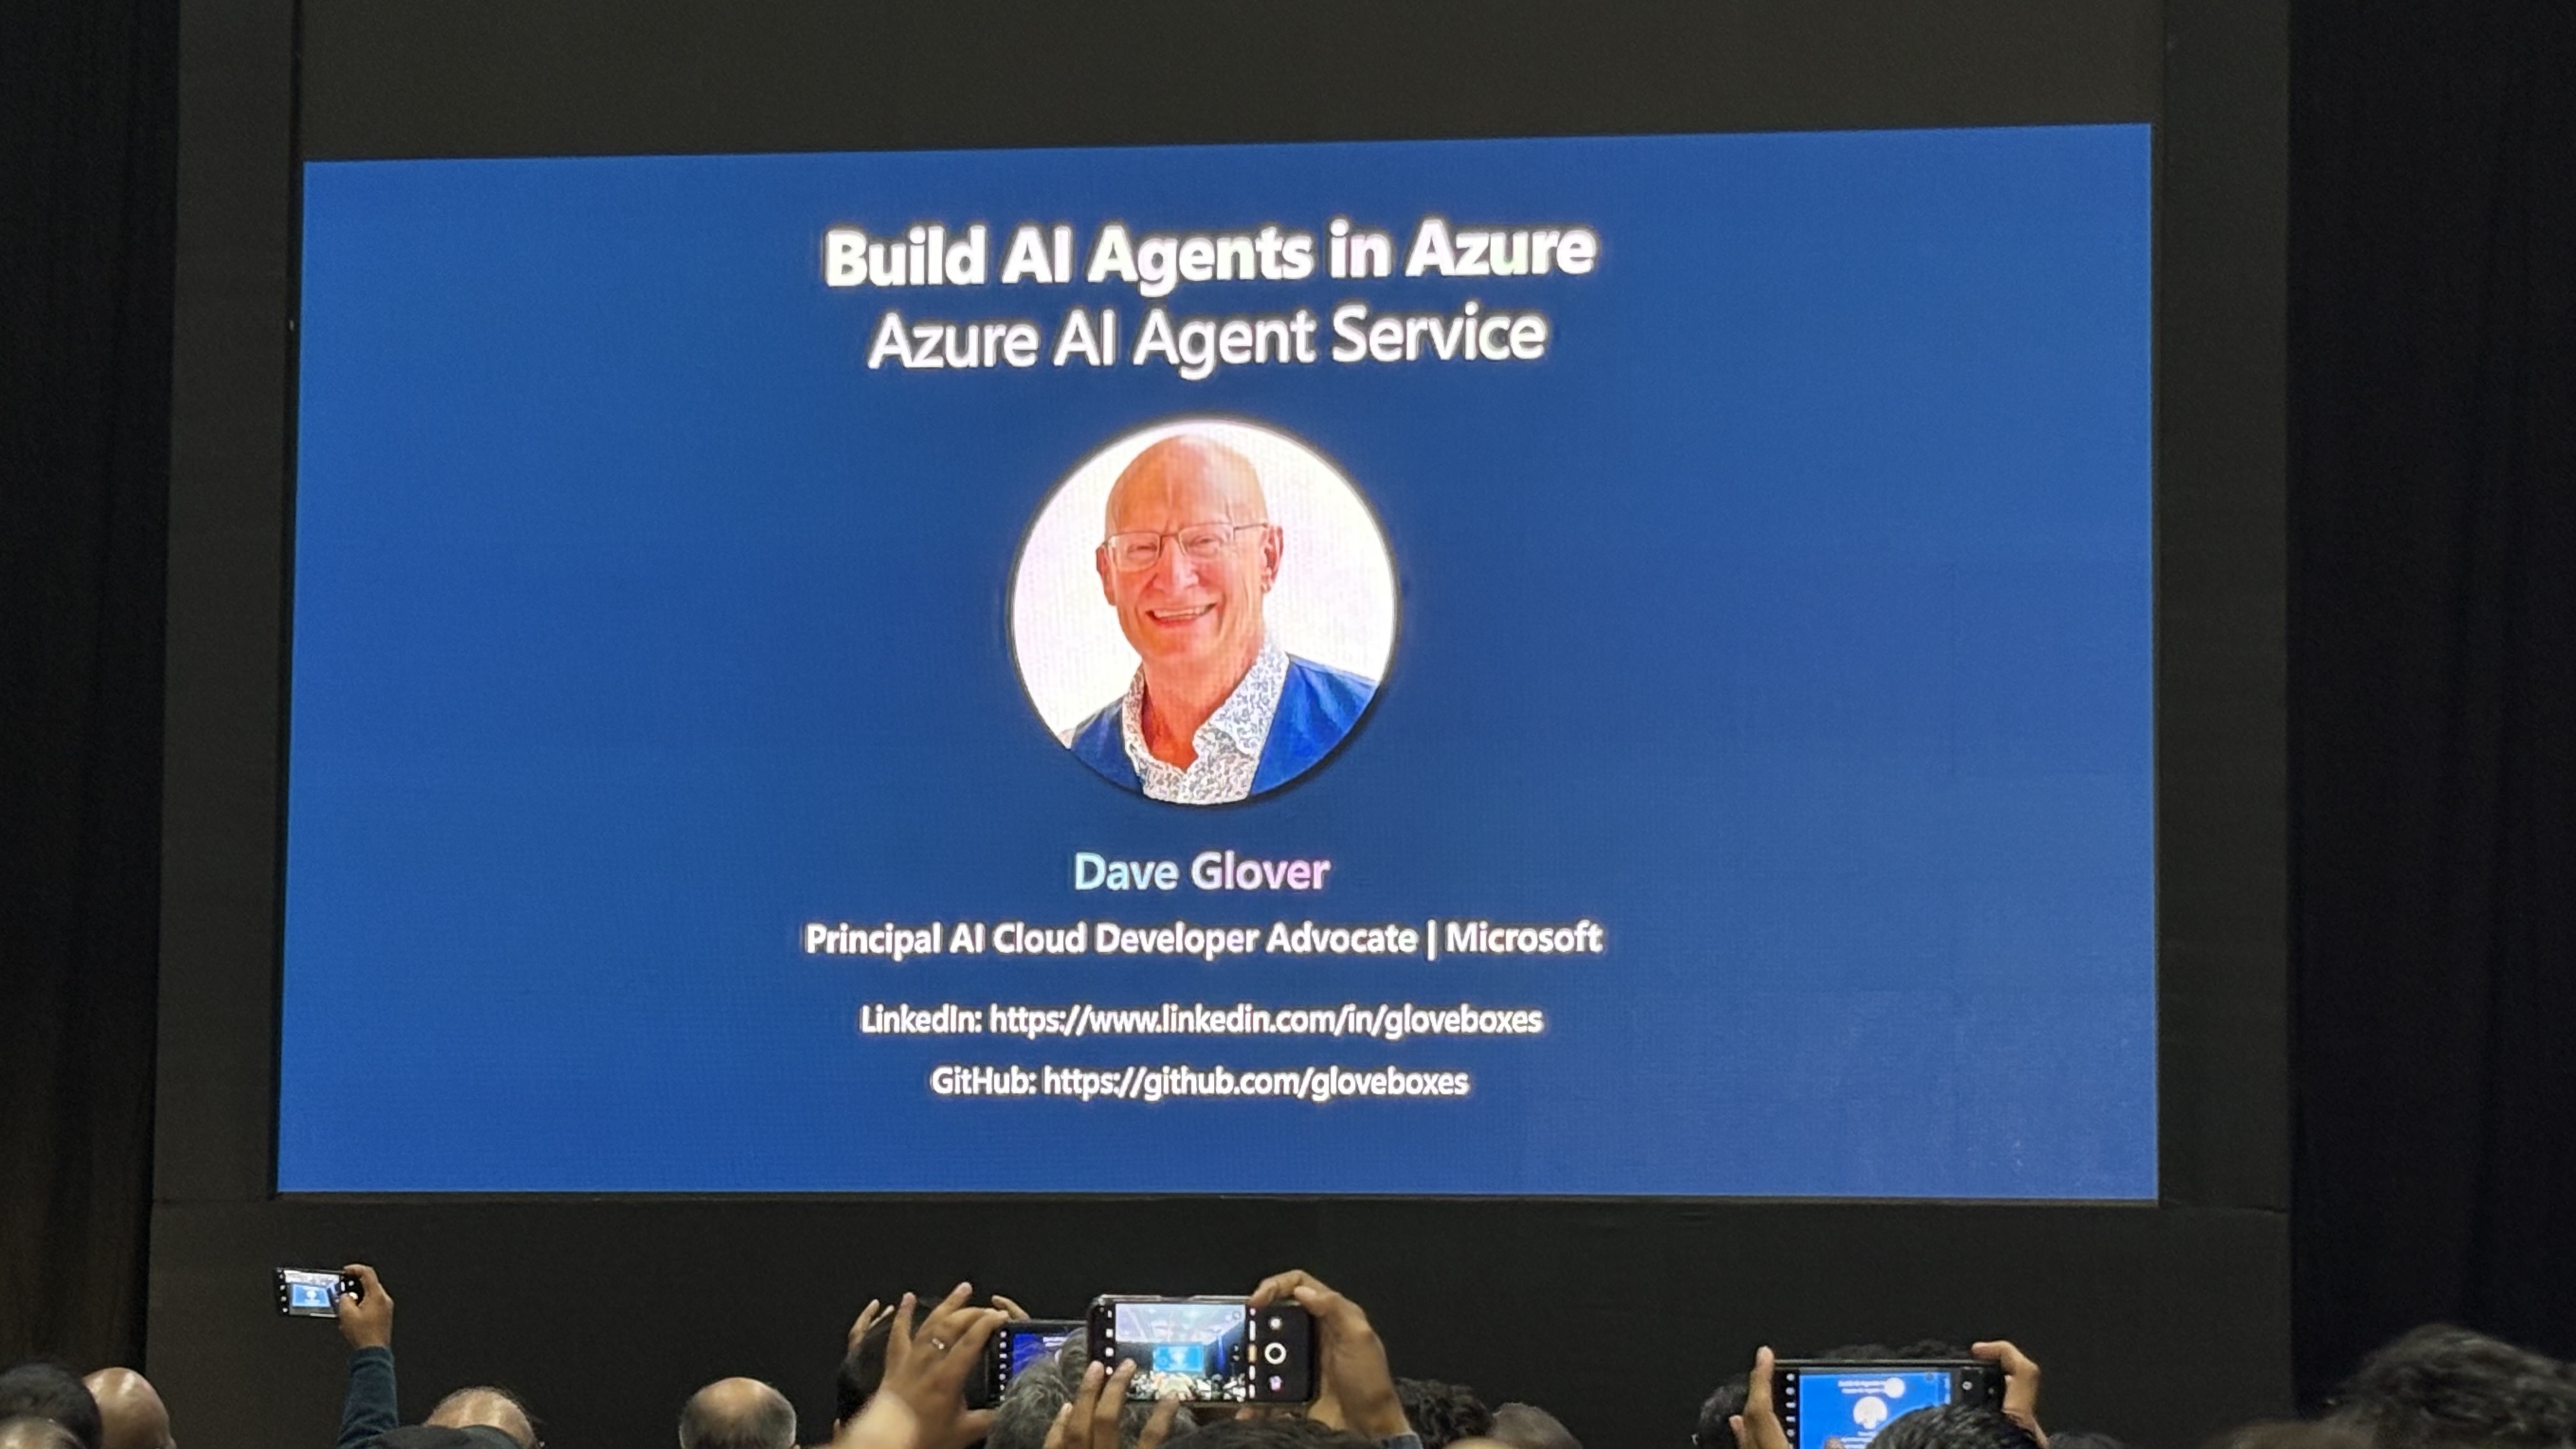 Build AI Agents in Azure
Azure AI Agent Service
Dave Glover
Principal AI Cloud Developer Advocate | Microsoft
LinkedIn: https://www.linkedin.com/in/gloveboxes
GitHub: https://github.com/gloveboxes